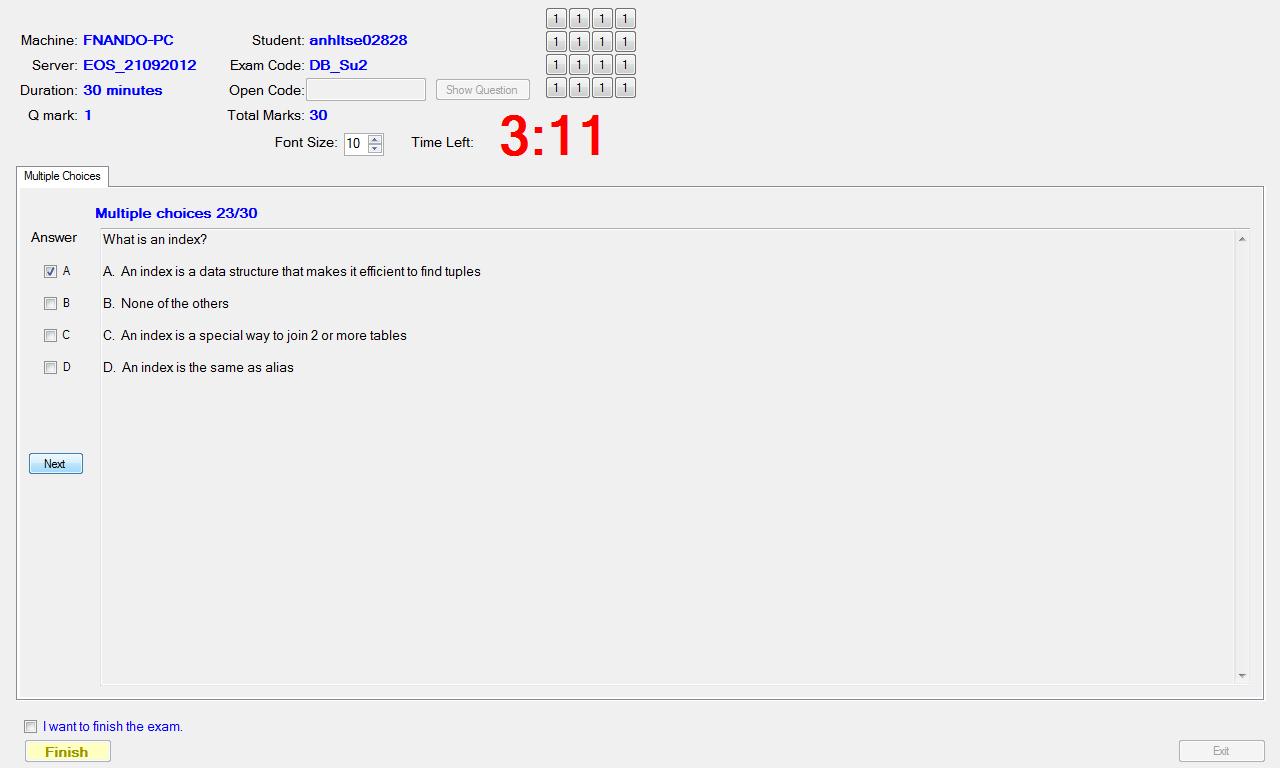 1 1 1 1
Machine: FNANDO-PC Student: anhltse02828 1 1 1 1
Server: EOS_21092012 Exam Code: DB_Su2 1 1 1 1
Duration: 30 minutes Open Code: Show Question 1 1 1 1
Q mark: 1 Total Marks: 30
Font Size: 10 Time Left: 3:11
Multiple Choices
Multiple choices 23/30
Answer What is an index?
A A. An index is a data structure that makes it efficient to find tuples
B B. None of the others
C C. An index is a special way to join 2 or more tables
D D. An index is the same as alias
Next
I want to finish the exam.
Finish Exit